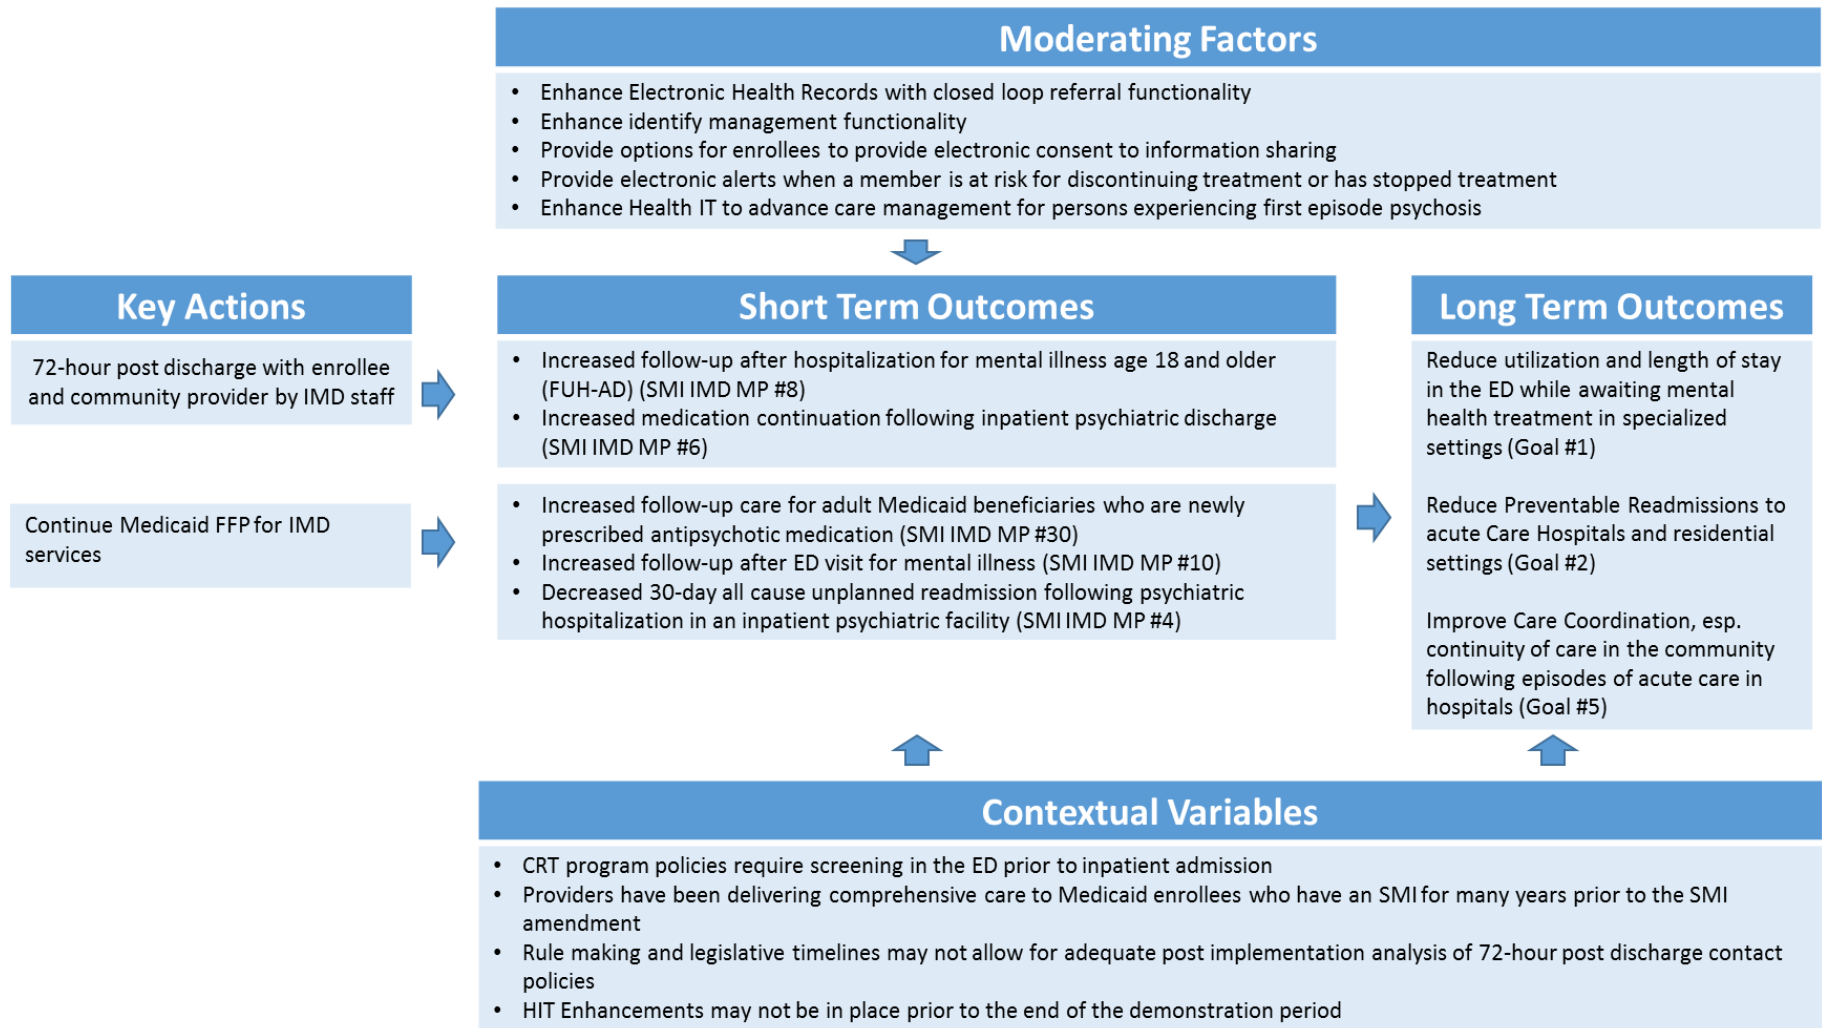 Moderating Factors
• Enhance Electronic Health Records with closed loop referral functionality
• Enhance identify management functionality
• Provide options for enrollees to provide electronic consent to information sharing
• Provide electronic alerts when a member is at risk for discontinuing treatment or has stopped treatment
• Enhance Health IT to advance care management for persons experiencing first episode psychosis
Key Actions
72-hour post discharge with enrollee
and community provider by IMD staff
Continue Medicaid FFP for IMD
services
Short Term Outcomes
• Increased follow-up after hospitalization for mental illness age 18 and older
(FUH-AD) (SMI IMD MP #8)
• Increased medication continuation following inpatient psychiatric discharge
(SMI IMD MP #6)
• Increased follow-up care for adult Medicaid beneficiaries who are newly
prescribed antipsychotic medication (SMI IMD MP #30)
• Increased follow-up after ED visit for mental illness (SMI IMD MP #10)
• Decreased 30-day all cause unplanned readmission following psychiatric
hospitalization in an inpatient psychiatric facility (SMI IMD MP #4)
Long Term Outcomes
Reduce utilization and length of stay
in the ED while awaiting mental
health treatment in specialized
settings (Goal #1)
Reduce Preventable Readmissions to
acute Care Hospitals and residential
settings (Goal #2)
Improve Care Coordination, esp.
continuity of care in the community
following episodes of acute care in
hospitals (Goal #5)
Contextual Variables
• CRT program policies require screening in the ED prior to inpatient admission
• Providers have been delivering comprehensive care to Medicaid enrollees who have an SMI for many years prior to the SMI
amendment
• Rule making and legislative timelines may not allow for adequate post implementation analysis of 72-hour post discharge contact
policies
• HIT Enhancements may not be in place prior to the end of the demonstration period